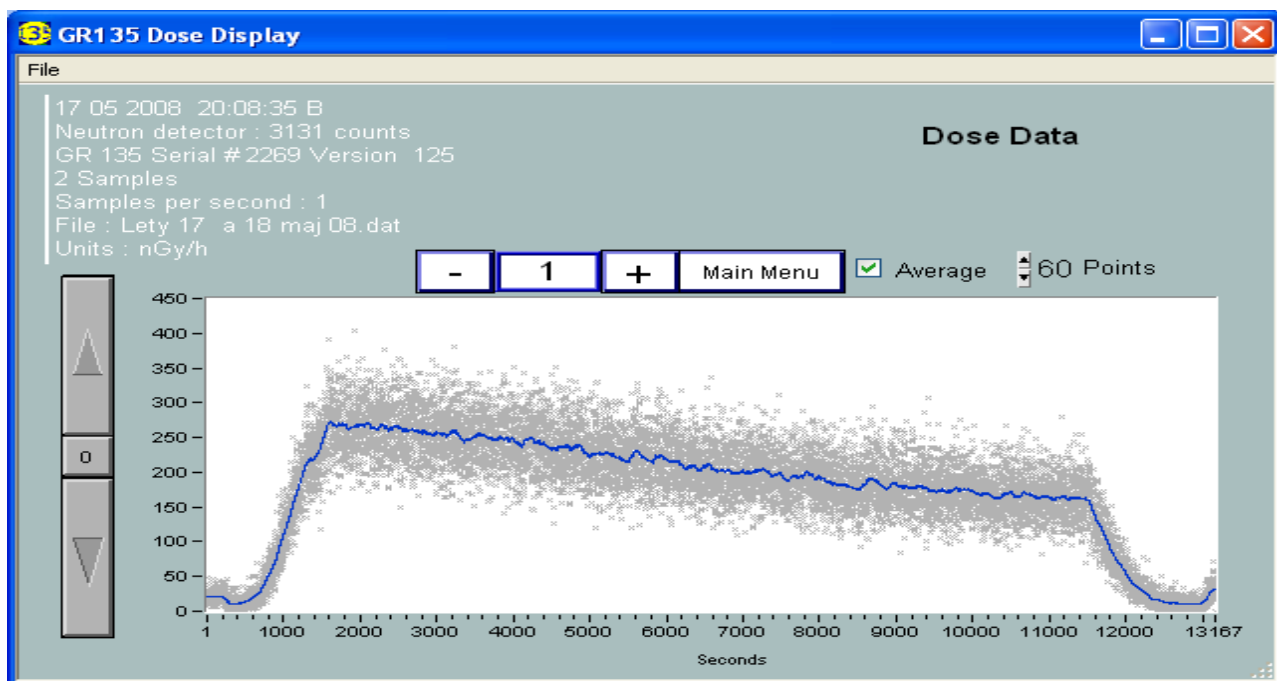 135 GR135 Dose Display
File
17 05 2008 20:08:35 B
Neutron detector : 3131 counts
GR 135 Serial # 2269 Version 125
2 Samples
Samples per second : 1
File : Lety 17 a 18 maj 08.dat
Units : nGy/h
Dose Data
- 1 + Main Menu Average 60 Points
0
450
400
350
300
250
200
150
100
50
0
1 1000 2000 3000 4000 5000 6000 7000 8000 9000 10000 11000 12000 13167
Seconds